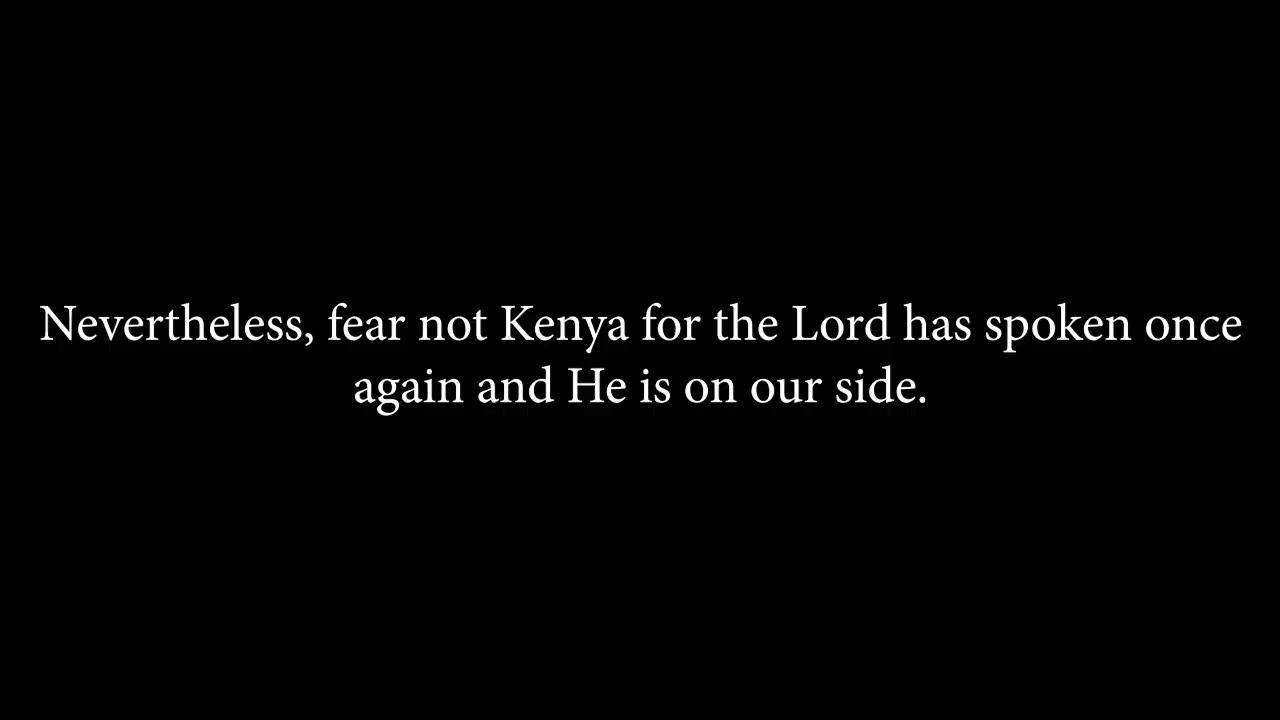 Nevertheless, fear not Kenya for the Lord has spoken once
again and He is on our side.